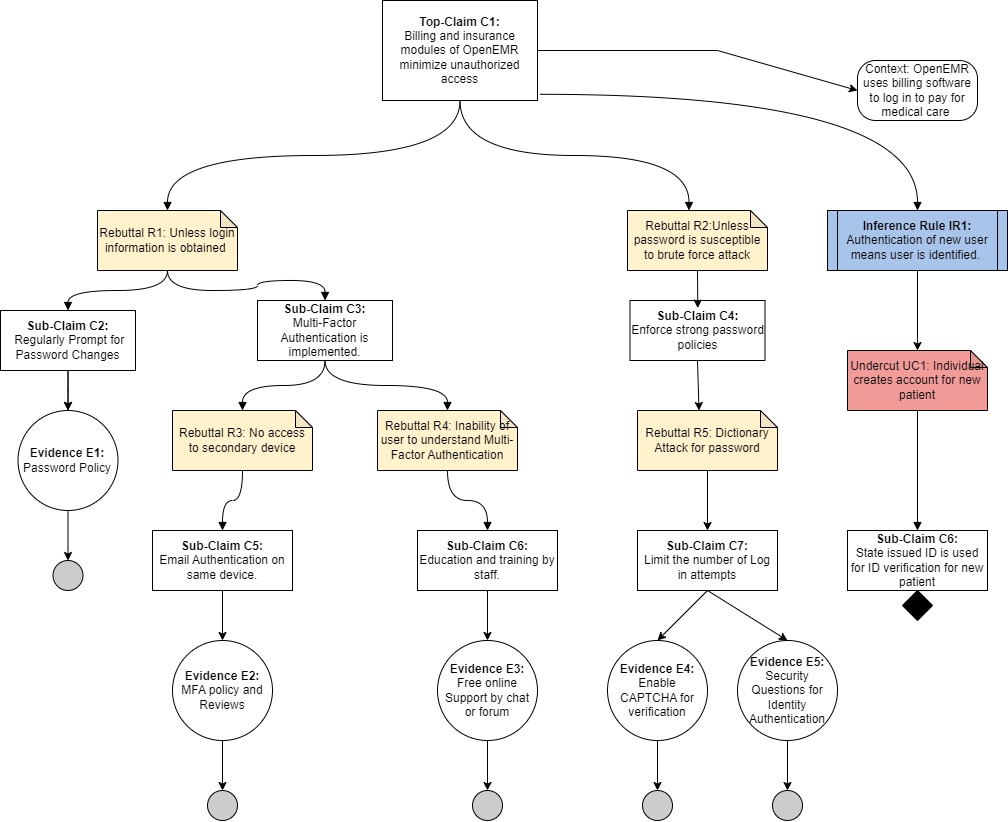 Top-Claim C1:
Billing and insurance
modules of OpenEMR
minimize unauthorized
access
Context: OpenEMR
uses billing software
to log in to pay for
medical care
Rebuttal R1: Unless login
information is obtained
Rebuttal R2:Unless
password is susceptible
to brute force attack
Inference Rule IR1:
Authentication of new user
means user is identified.
Sub-Claim C2:
Regularly Prompt for
Password Changes
Sub-Claim C3:
Multi-Factor
Authentication is
implemented.
Sub-Claim C4:
Enforce strong password
policies
Undercut UC1: Individual
creates account for new
patient
Evidence E1:
Password Policy
Rebuttal R3: No access
to secondary device
Rebuttal R4: Inability of
user to understand Multi-
Factor Authentication
Rebuttal R5: Dictionary
Attack for password
Sub-Claim C5:
Email Authentication on
same device.
Sub-Claim C6:
Education and training by
staff.
Sub-Claim C7:
Limit the number of Log
in attempts
Sub-Claim C6:
State issued ID is used
for ID verification for new
patient
Evidence E2:
MFA policy and
Reviews
Evidence E3:
Free online
Support by chat
or forum
Evidence E4:
Enable
CAPTCHA for
verification
Evidence E5:
Security
Questions for
Identity
Authentication